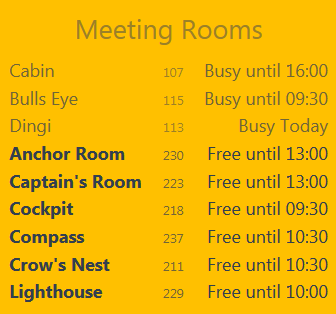 Meeting Rooms
Cabin 107 Busy until 16:00
Bulls Eye 115 Busy until 09:30
Dingi 113 Busy Today
Anchor Room 230 Free until 13:00
Captain's Room 223 Free until 13:00
Cockpit 218 Free until 09:30
Compass 237 Free until 10:30
Crow's Nest 211 Free until 10:30
Lighthouse 229 Free until 10:00